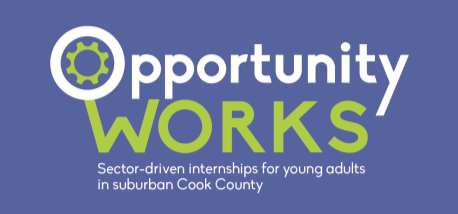 Opportunity
WORKS
Sector-driven internships for young adults
in suburban Cook County